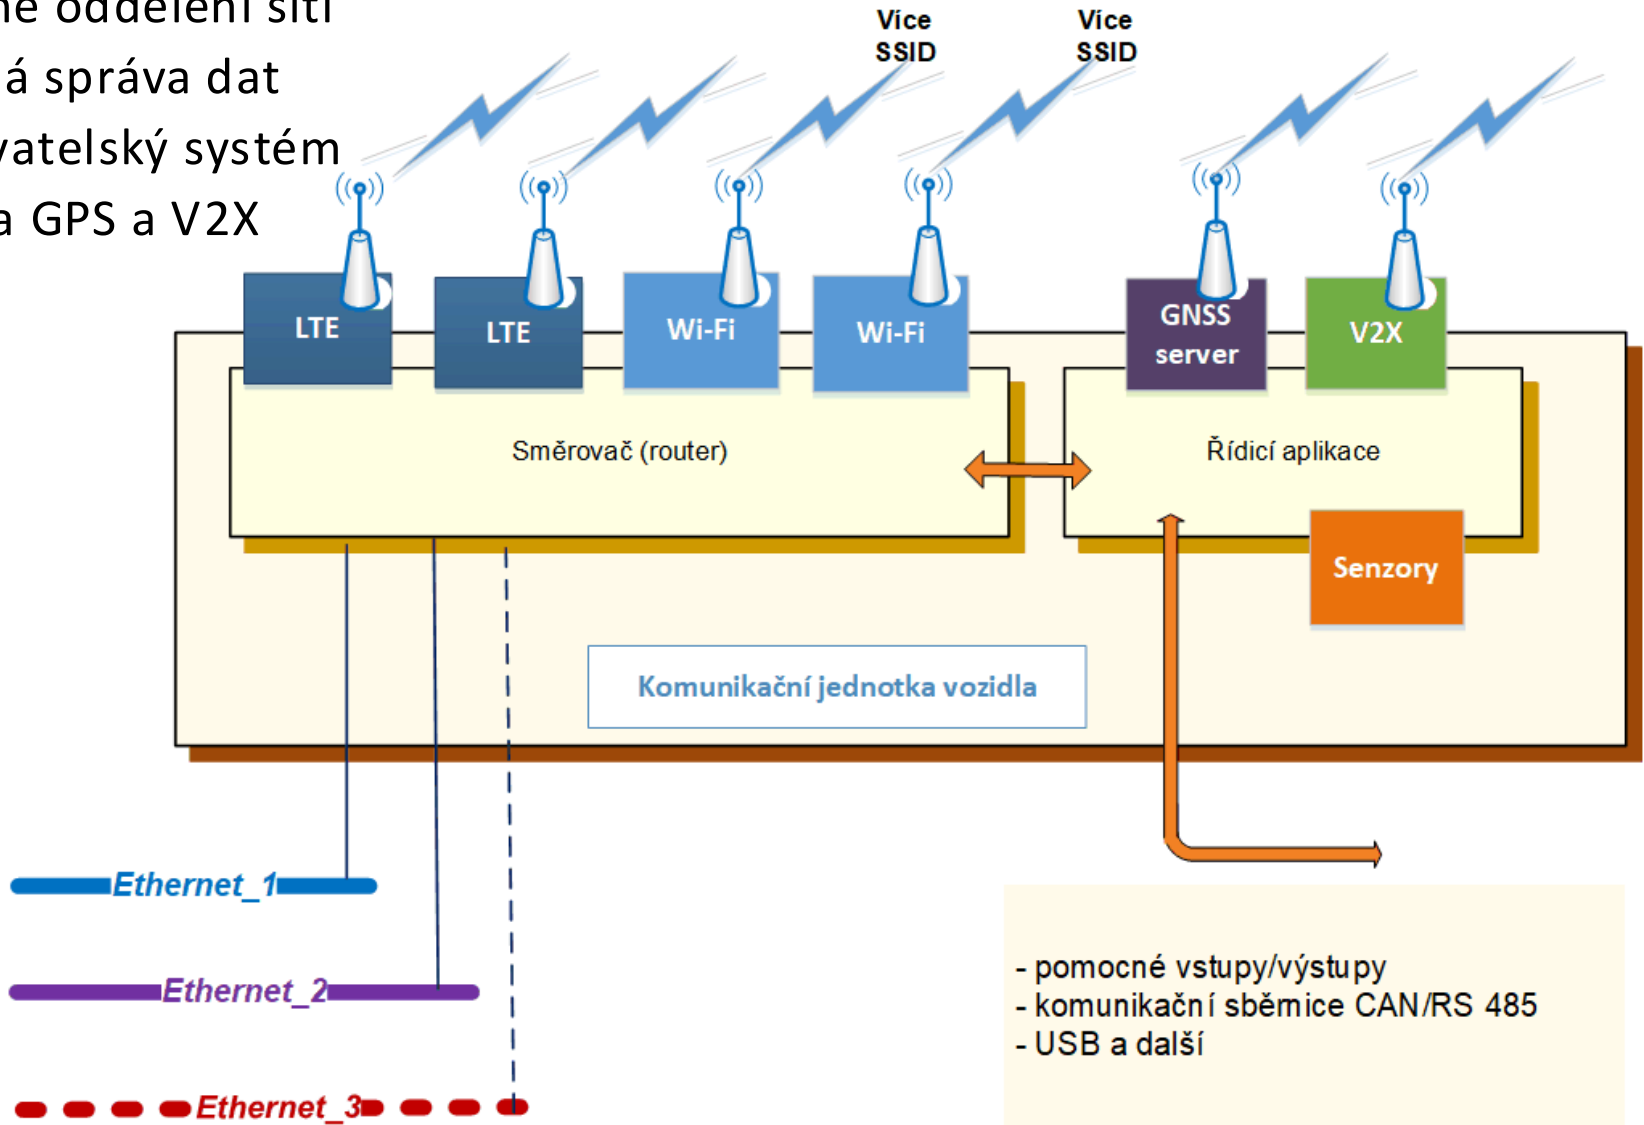 oddělení sítí
á správa dat
vatelský systém
a GPS a V2X
Více
SSID
Více
SSID
LTE
LTE
Wi-Fi
Wi-Fi
GNSS
server
V2X
Směrovač (router)
Řídicí aplikace
Senzory
Komunikační jednotka vozidla
Ethernet_1
Ethernet_2
Ethernet_3
- pomocné vstupy/výstupy
- komunikační sběrnice CAN/RS 485
- USB a další